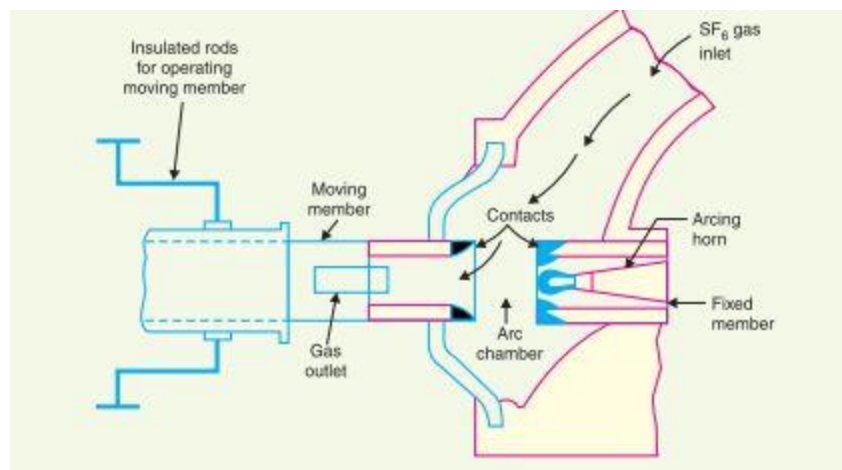 Insulated rods
for operating
moving member
SF₆ gas
inlet
Moving
member
Contacts
Arcing
horn
Gas
outlet
Arc
chamber
Fixed
member